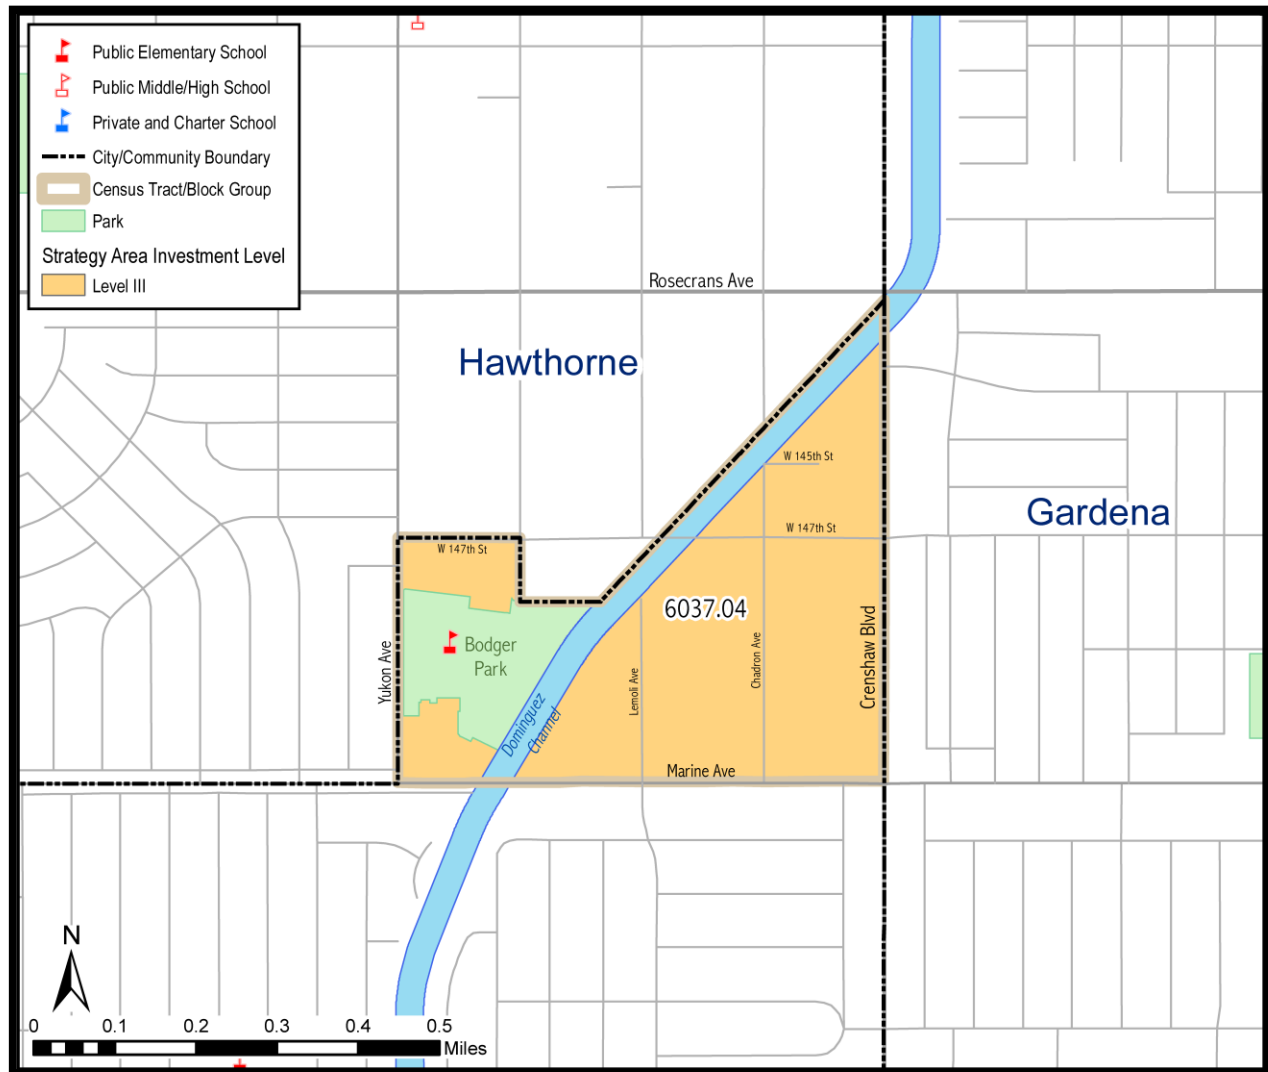 Public Elementary School
Public Middle/High School
Private and Charter School
City/Community Boundary
Census Tract/Block Group
Park
Strategy Area Investment Level
Level III
Rosecrans Ave
Hawthorne
W 145th St
Gardena
W 147th St
W 147th St
6037.04
Bodger
Park
Yukon Ave
Lemoli Ave
Chadron Ave
Crenshaw Blvd
Dominguez
Channel
Marine Ave
N
0 0.1 0.2 0.3 0.4 0.5
Miles